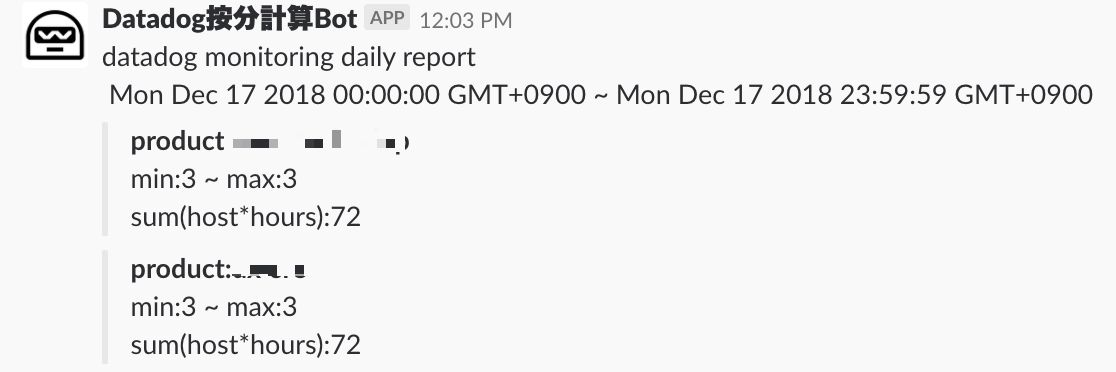 Datadog按分計算Bot APP 12:03 PM
datadog monitoring daily report
Mon Dec 17 2018 00:00:00 GMT+0900 ~ Mon Dec 17 2018 23:59:59 GMT+0900
product
min:3 ~ max:3
sum(host*hours):72
product:
min:3 ~ max:3
sum(host*hours):72